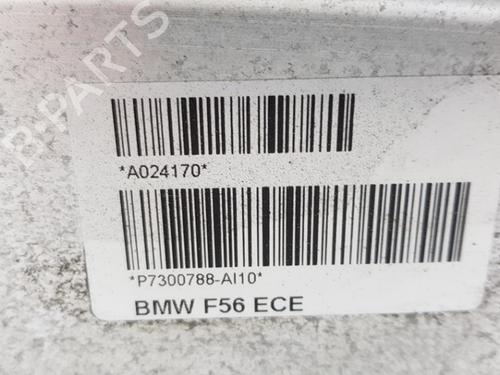 B-PARTS
*A024170*
*P7300788-AI10*
BMW F56 ECE